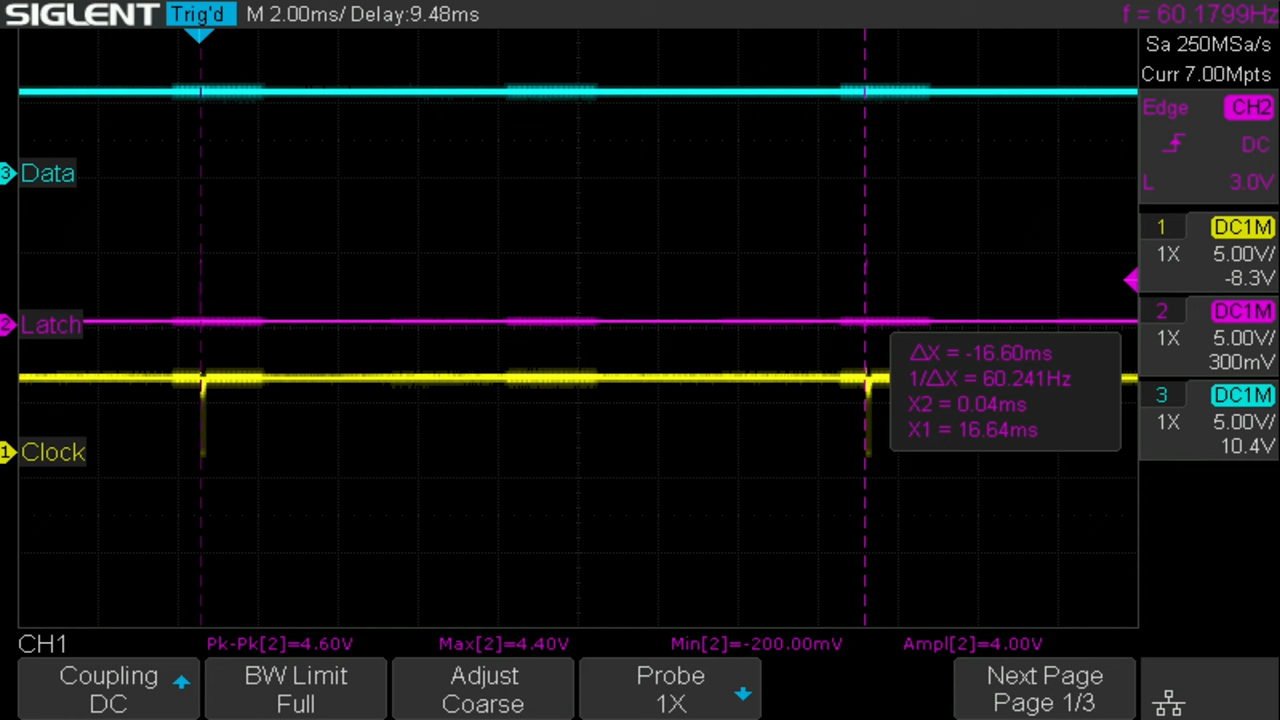 SIGLENT Trig'd M 2.00ms/ Delay:9.48ms f = 60.1799Hz
Sa 250MSa/s
Curr 7.00Mpts
Edge CH2
DC
L 3.0V
3 Data
1 DC1M
1X 5.00V/
-8.3V
2 Latch
2 DC1M
1X 5.00V/
300mV
ΔX = -16.60ms
1/ΔX = 60.241Hz
X2 = 0.04ms
X1 = 16.64ms
3 DC1M
1X 5.00V/
10.4V
1 Clock
CH1 Pk-Pk[2]=4.60V Max[2]=4.40V Min[2]=-200.00mV Ampl[2]=4.00V
Coupling
DC
BW Limit
Full
Adjust
Coarse
Probe
1X
Next Page
Page 1/3